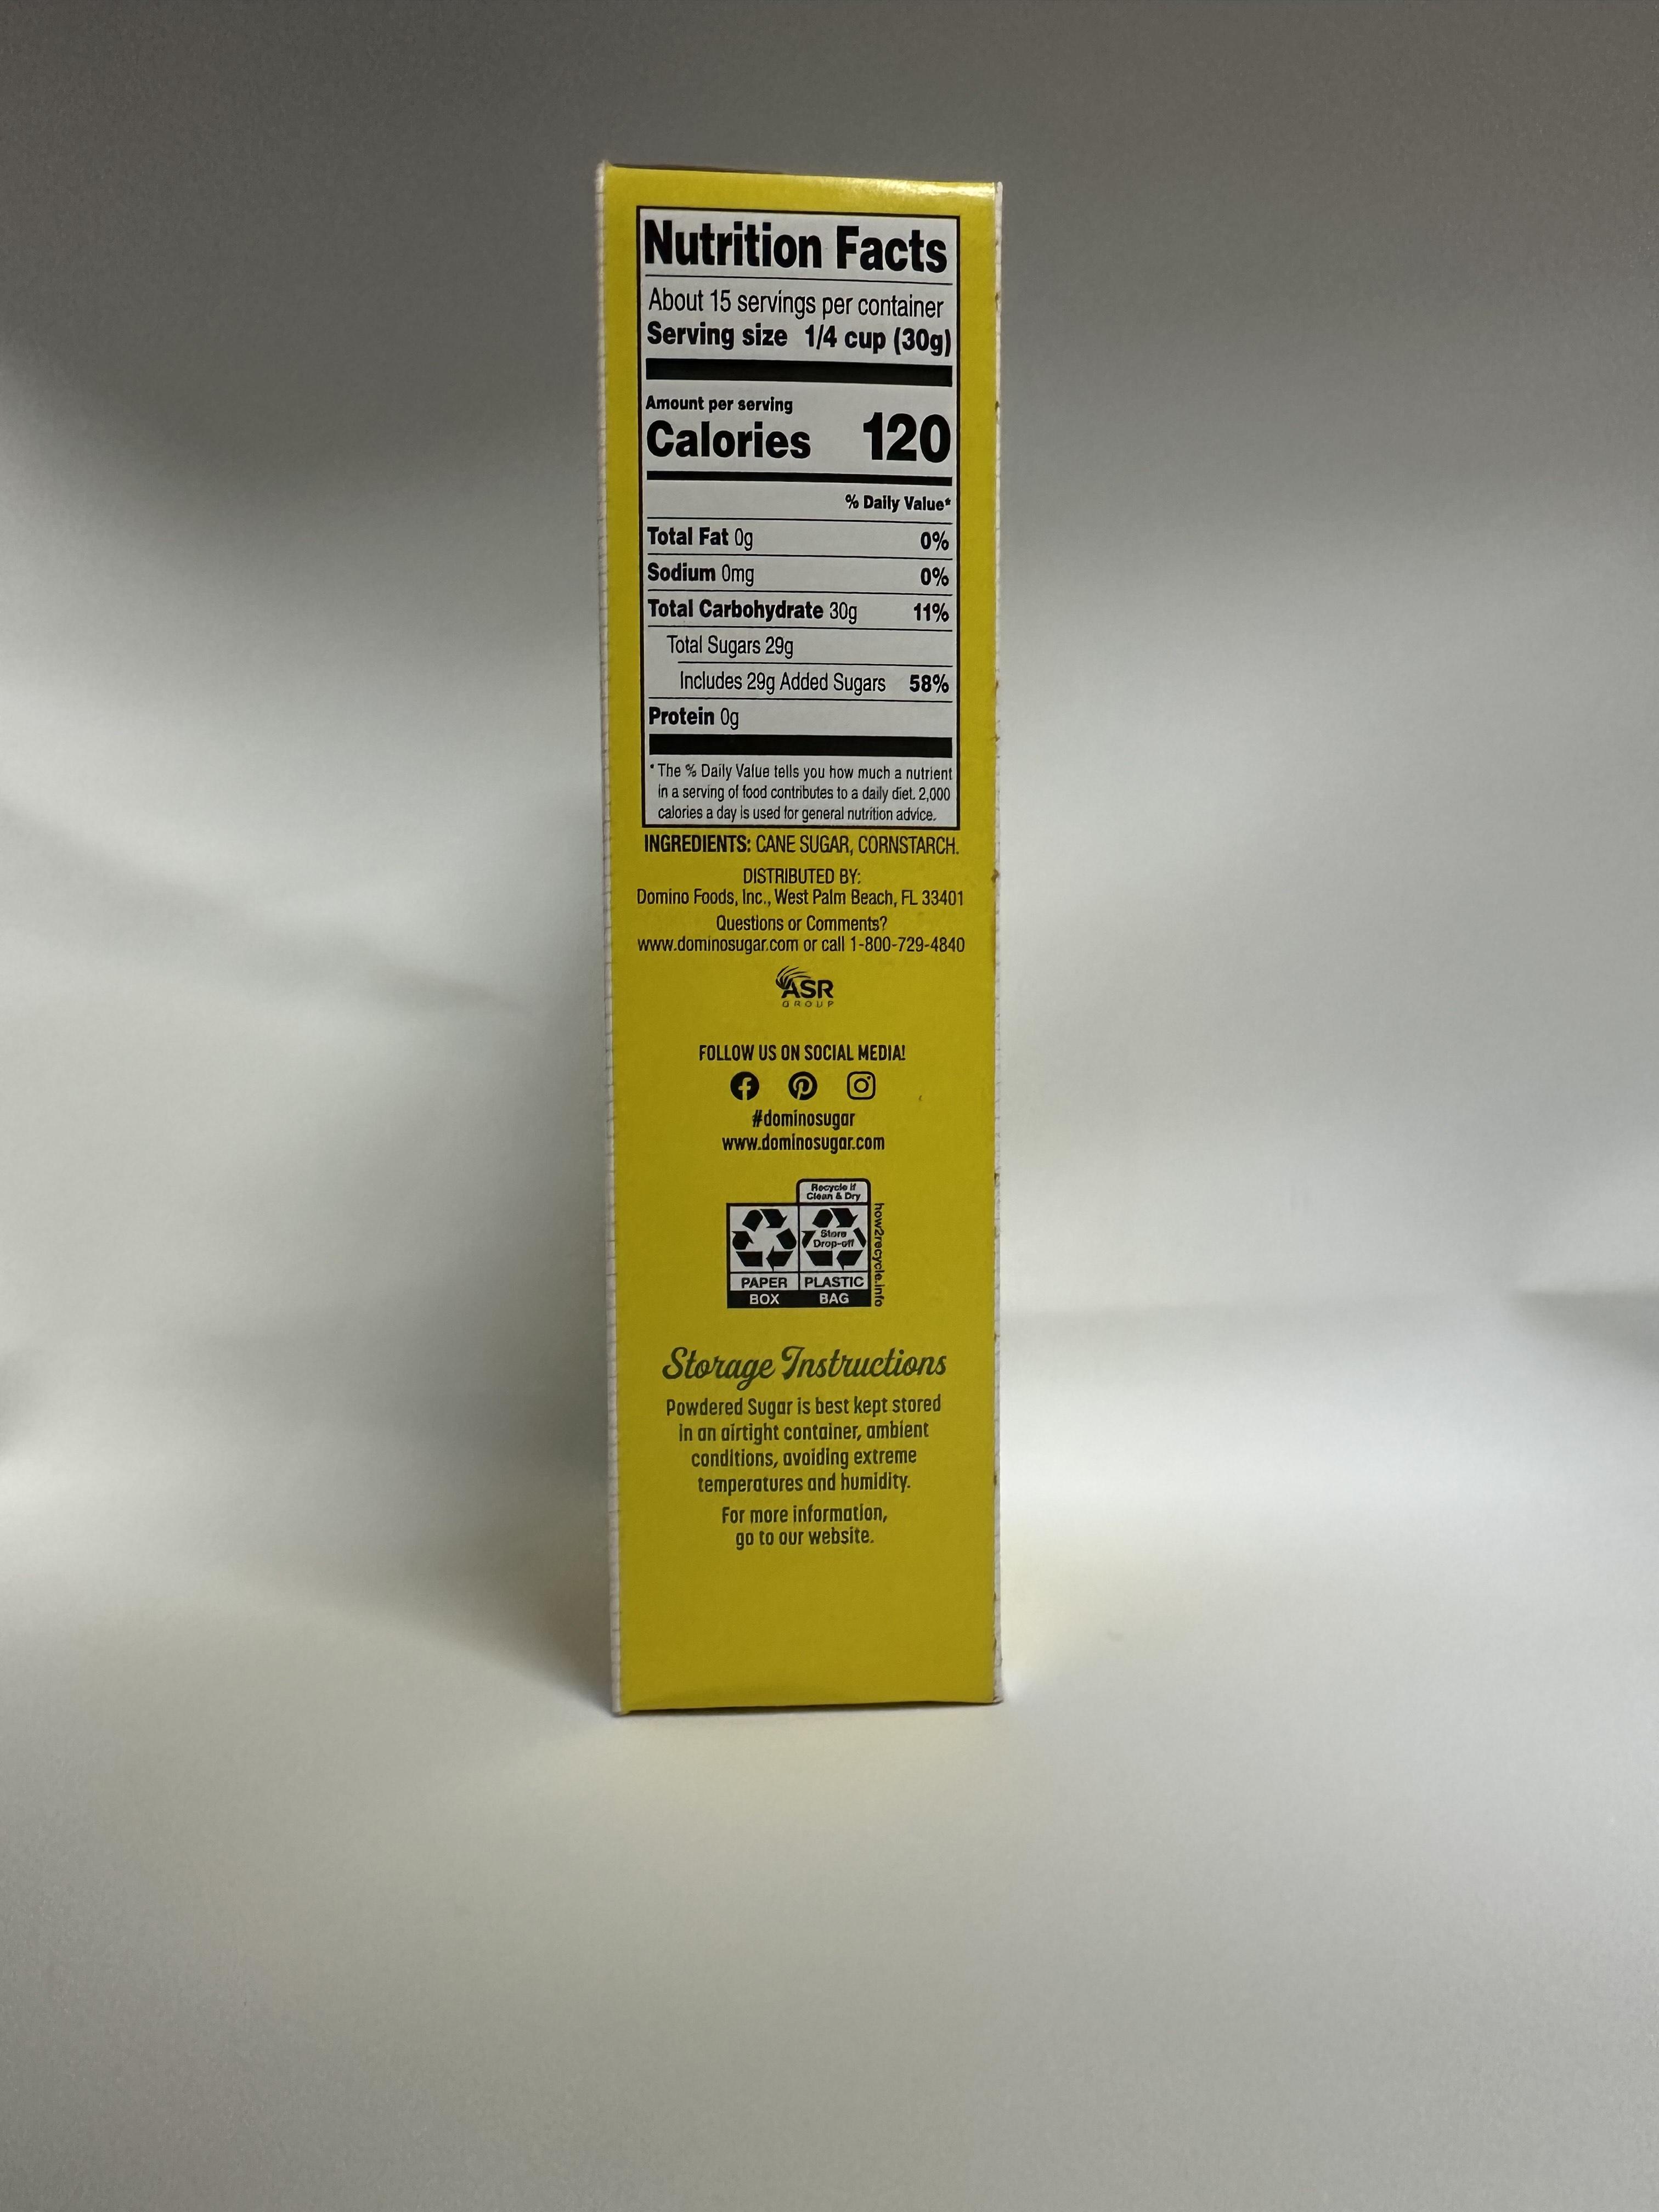 Nutrition Facts
About 15 servings per container
Serving size 1/4 cup (30g)
Amount per serving
Calories 120
% Daily Value*
Total Fat 0g 0%
Sodium 0mg 0%
Total Carbohydrate 30g 11%
Total Sugars 29g
Includes 29g Added Sugars 58%
Protein 0g
* The % Daily Value tells you how much a nutrient
in a serving of food contributes to a daily diet. 2,000
calories a day is used for general nutrition advice.
INGREDIENTS: CANE SUGAR, CORNSTARCH.
DISTRIBUTED BY:
Domino Foods, Inc., West Palm Beach, FL 33401
Questions or Comments?
www.dominosugar.com or call 1-800-729-4840
ASR
GROUP
FOLLOW US ON SOCIAL MEDIA!
#dominosugar
www.dominosugar.com
Recycle if
Clean & Dry
Store
Drop-off
PAPER PLASTIC
BOX BAG
how2recycle.info
Storage Instructions
Powdered Sugar is best kept stored
in an airtight container, ambient
conditions, avoiding extreme
temperatures and humidity.
For more information,
go to our website.